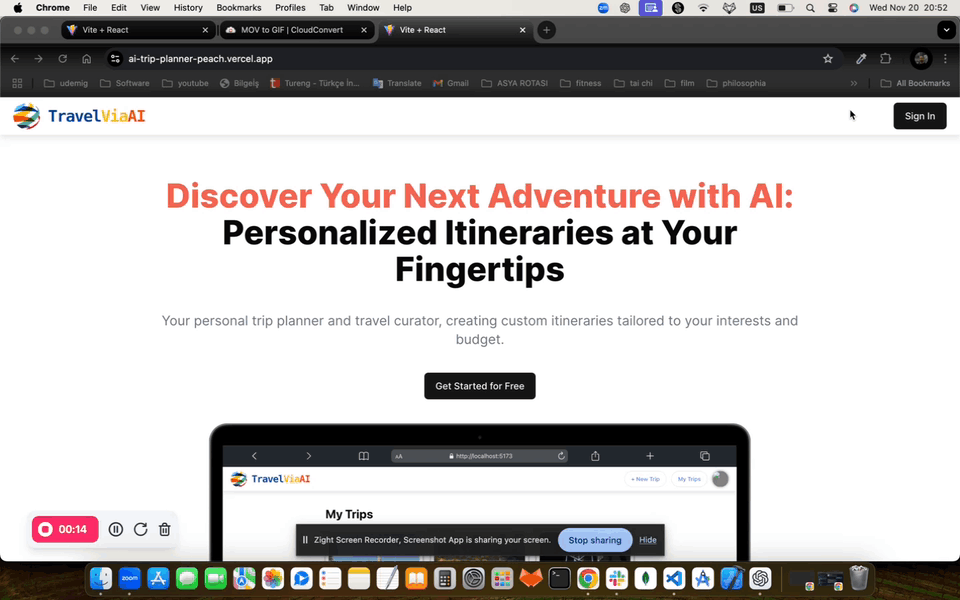 Chrome File Edit View History Bookmarks Profiles Tab Window Help US Wed Nov 20 20:52
Vite + React MOV to GIF | CloudConvert Vite + React
ai-trip-planner-peach.vercel.app
udemig Software youtube Bilgeiş Tureng - Türkçe İn... Translate Gmail ASYA ROTASI fitness tai chi film philosophia All Bookmarks
TravelViaAI Sign In
Discover Your Next Adventure with AI:
Personalized Itineraries at Your
Fingertips
Your personal trip planner and travel curator, creating custom itineraries tailored to your interests and
budget.
Get Started for Free
AA http://localhost:5173
TravelViaAI + New Trip My Trips
My Trips
00:14
Zight Screen Recorder, Screenshot App is sharing your screen. Stop sharing Hide
zoom